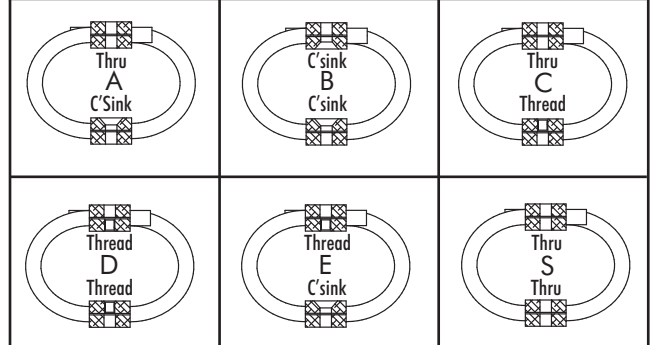 Thru
A
C'Sink
C'sink
B
C'sink
Thru
C
Thread
Thread
D
Thread
Thread
E
C'sink
Thru
S
Thru